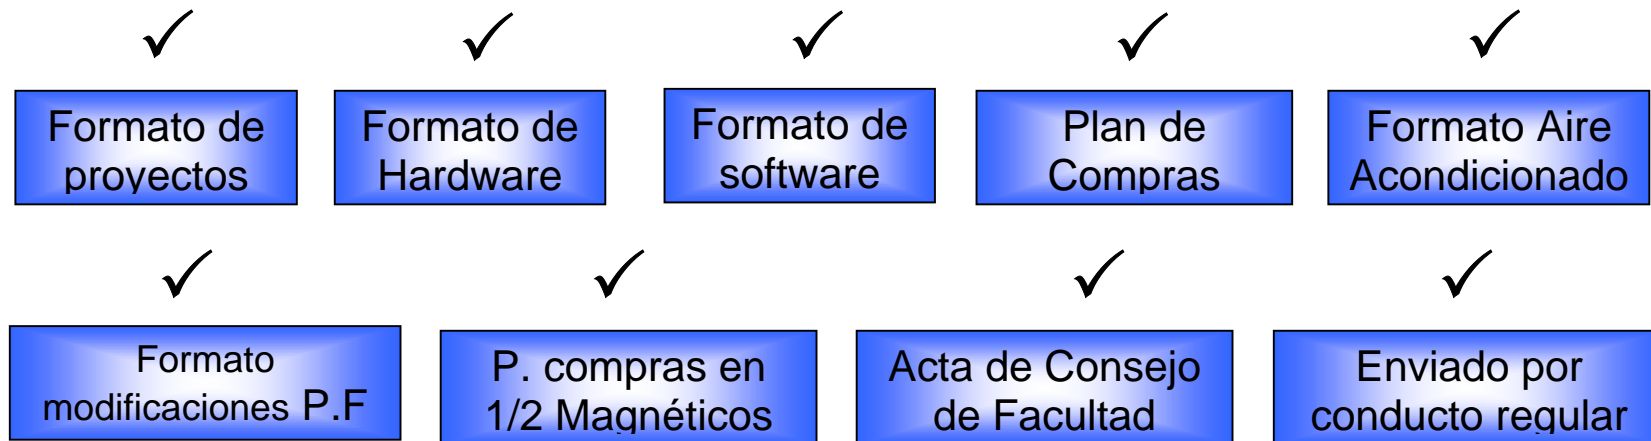 Formato de
proyectos
Formato de
Hardware
Formato de
software
Plan de
Compras
Formato Aire
Acondicionado
Formato
modificaciones P.F
P. compras en
1/2 Magnéticos
Acta de Consejo
de Facultad
Enviado por
conducto regular